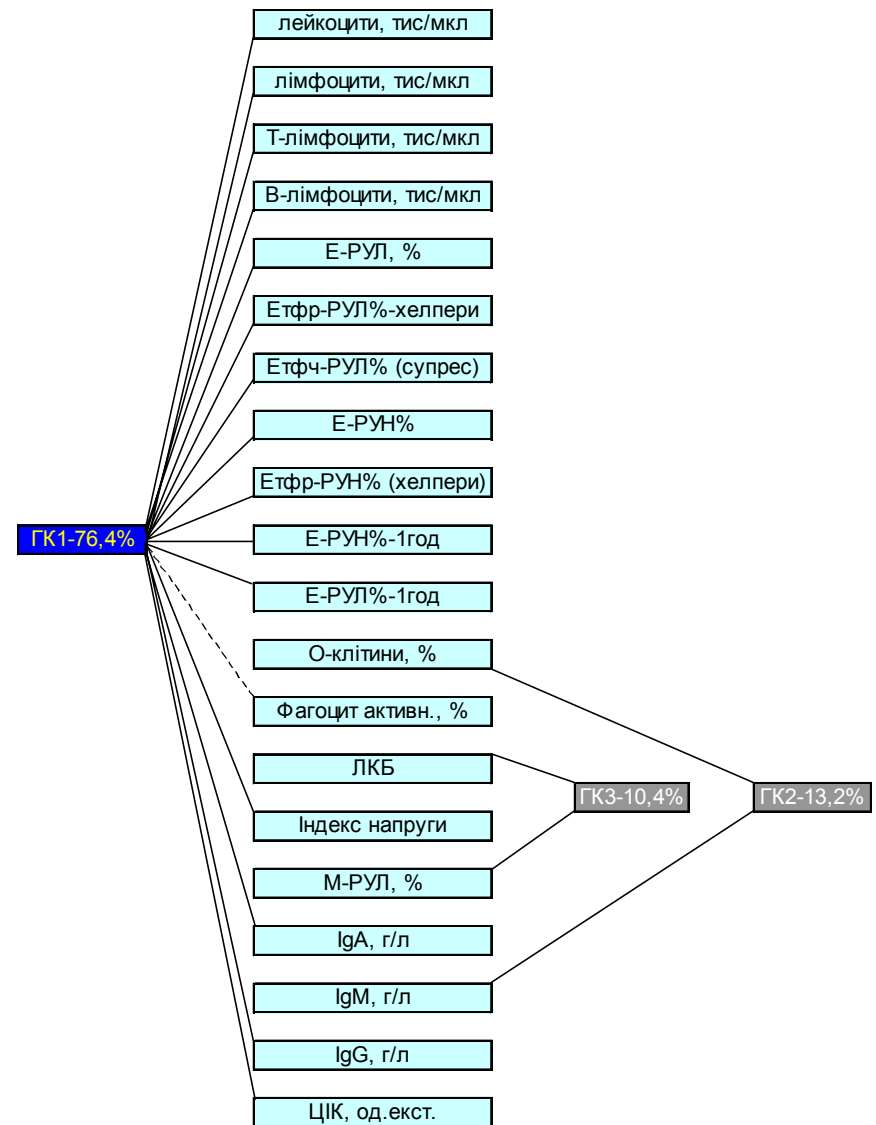 лейкоцити, тис/мкл
лімфоцити, тис/мкл
Т-лімфоцити, тис/мкл
В-лімфоцити, тис/мкл
Е-РУЛ, %
Етфр-РУЛ%-хелпери
Етфч-РУЛ% (супрес)
Е-РУН%
Етфр-РУН% (хелпери)
ГК1-76,4%
Е-РУН%-1год
Е-РУЛ%-1год
О-клітини, %
Фагоцит активн., %
ЛКБ
ГК3-10,4%
ГК2-13,2%
Індекс напруги
М-РУЛ, %
IgA, г/л
IgM, г/л
IgG, г/л
ЦІК, од.екст.